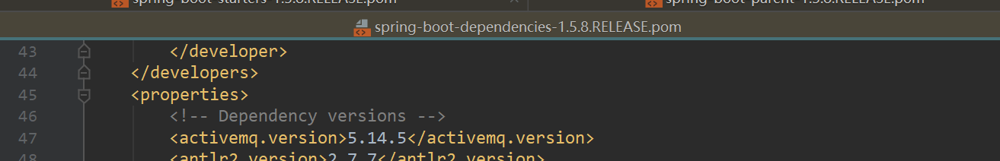 spring-boot-starters-1.5.8.RELEASE.pom
spring-boot-parent-1.5.8.RELEASE.pom
spring-boot-dependencies-1.5.8.RELEASE.pom
43 </developer>
44 </developers>
45 <properties>
46 <!-- Dependency versions -->
47 <activemq.version>5.14.5</activemq.version>
48 <antlr2.version>2.7.7</antlr2.version>